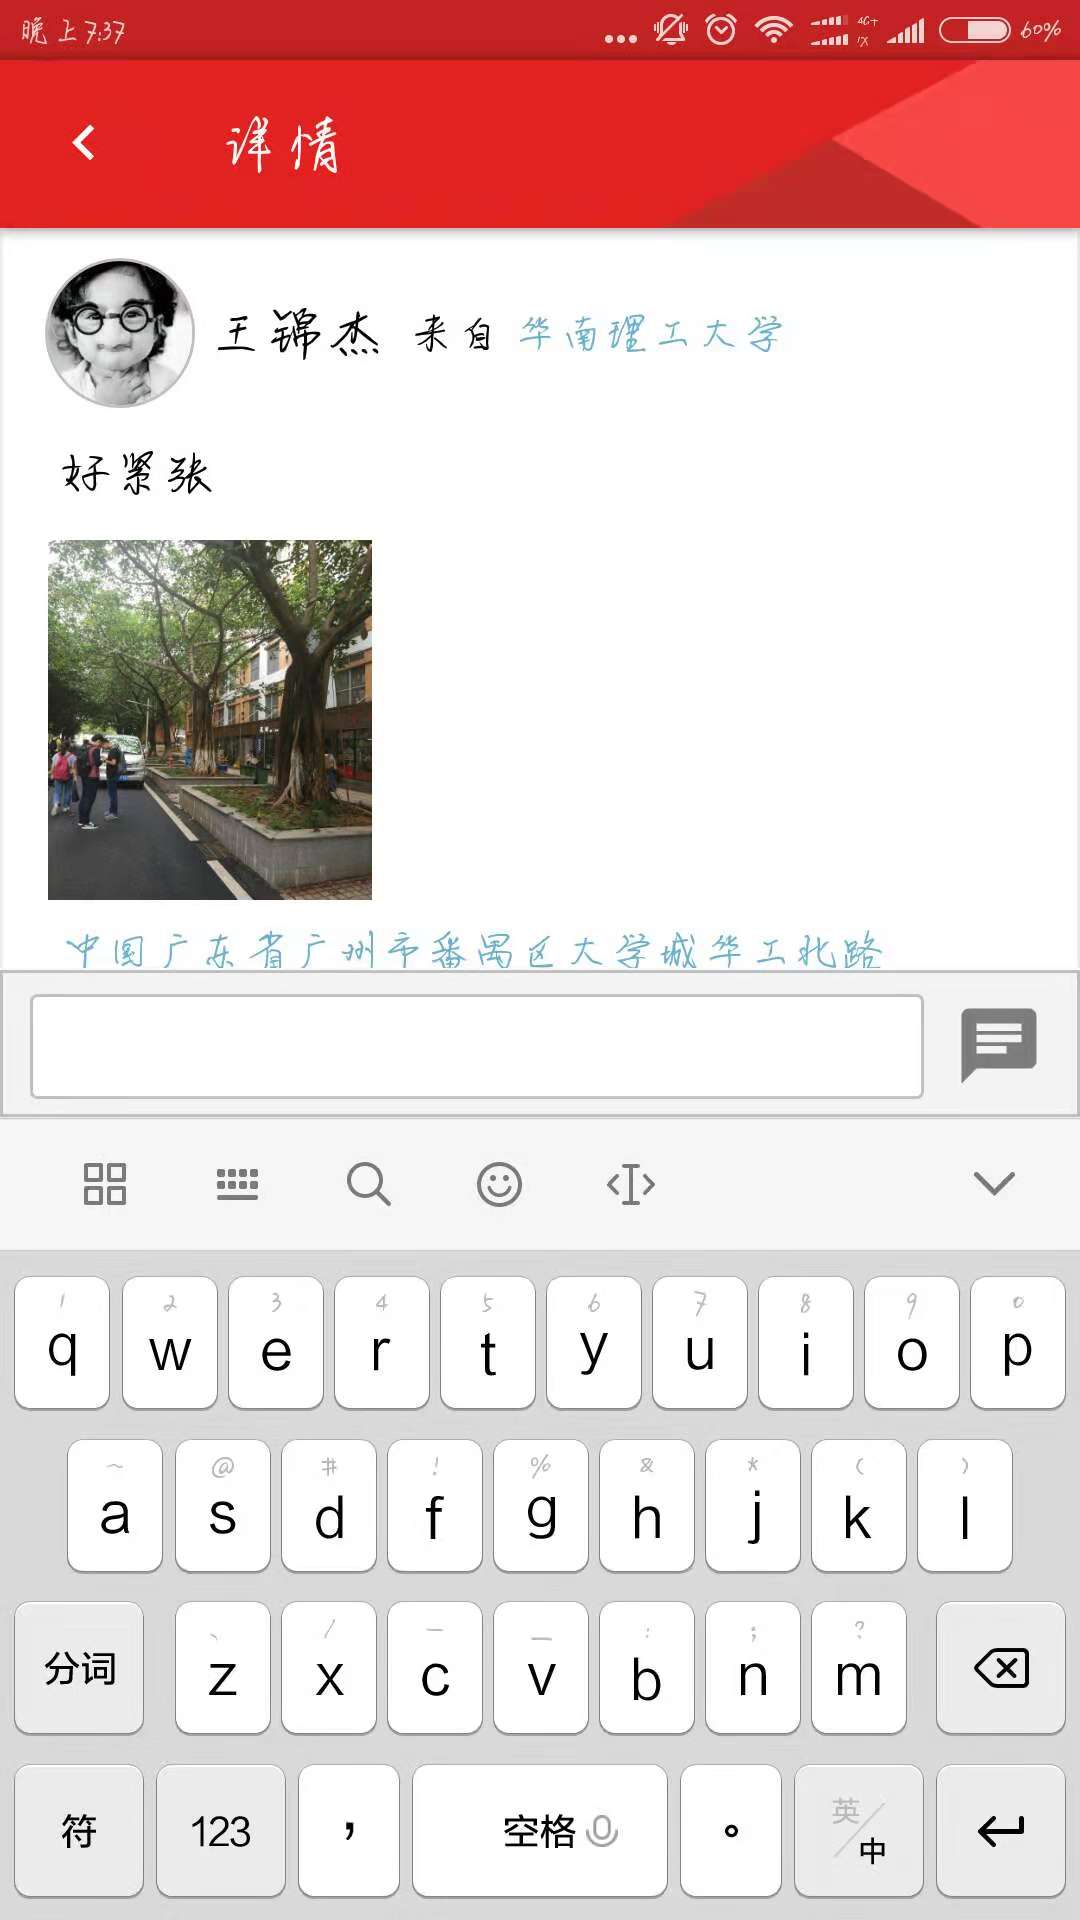 晚上7:37 4G+ 1X 60%
详情
王锦杰 来自 华南理工大学
好紧张
中国广东省广州市番禺区大学城华工北路
1 2 3 4 5 6 7 8 9 0
q w e r t y u i o p
~ @ # ! % & * ( )
a s d f g h j k l
、 / — _ : ; ?
分词 z x c v b n m
符 123 , 空格 。 英/中